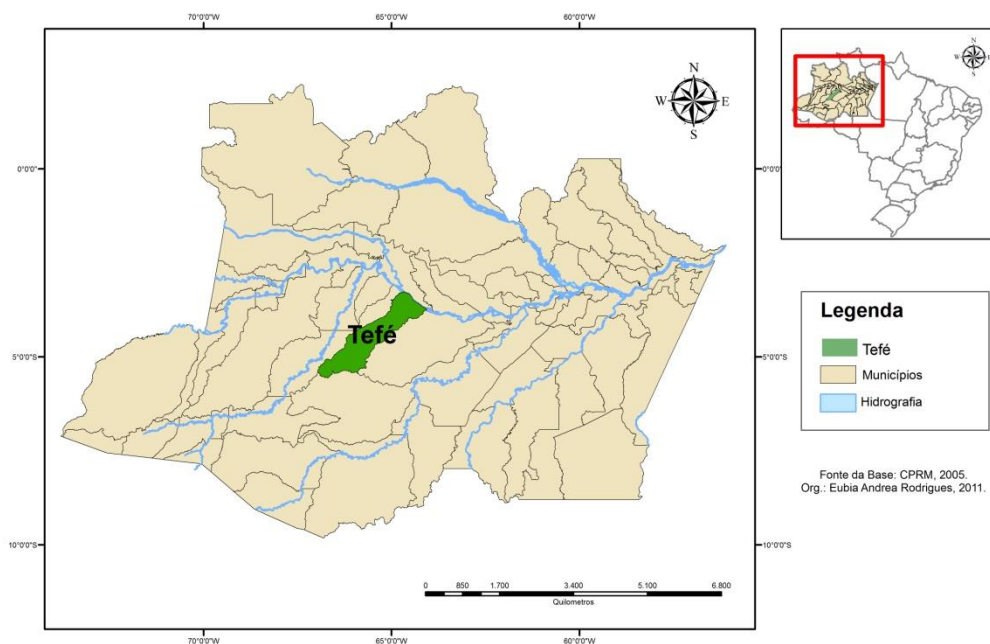 70°0'0"W 65°0'0"W 60°0'0"W
N
W E
S
N
W E
S
0°0'0" 0°0'0"
Tefé
5°0'0"S 5°0'0"S
10°0'0"S 10°0'0"S
Legenda
Tefé
Municípios
Hidrografia
Fonte da Base: CPRM, 2005.
Org.: Eubia Andrea Rodrigues, 2011.
0 850 1.700 3.400 5.100 6.800
Quilometros
70°0'0"W 65°0'0"W 60°0'0"W